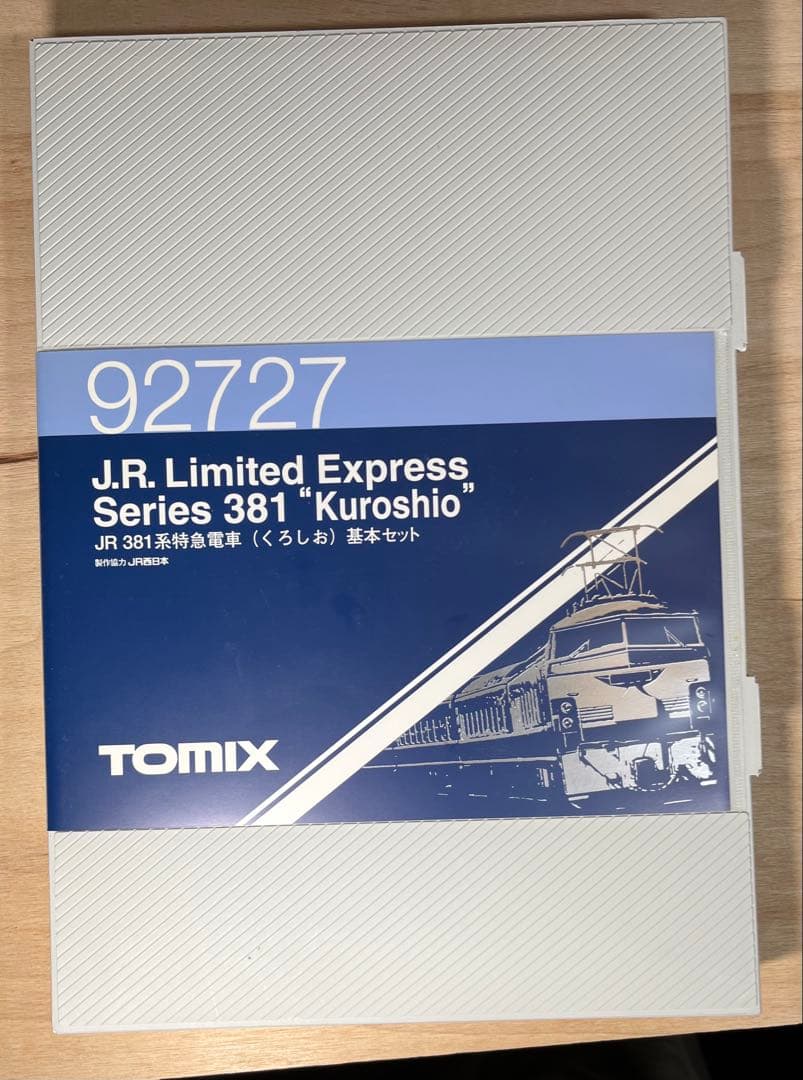 92727
J.R. Limited Express
Series 381 “Kuroshio”
JR 381系特急電車（くろしお）基本セット
製作協力 JR西日本
TOMIX